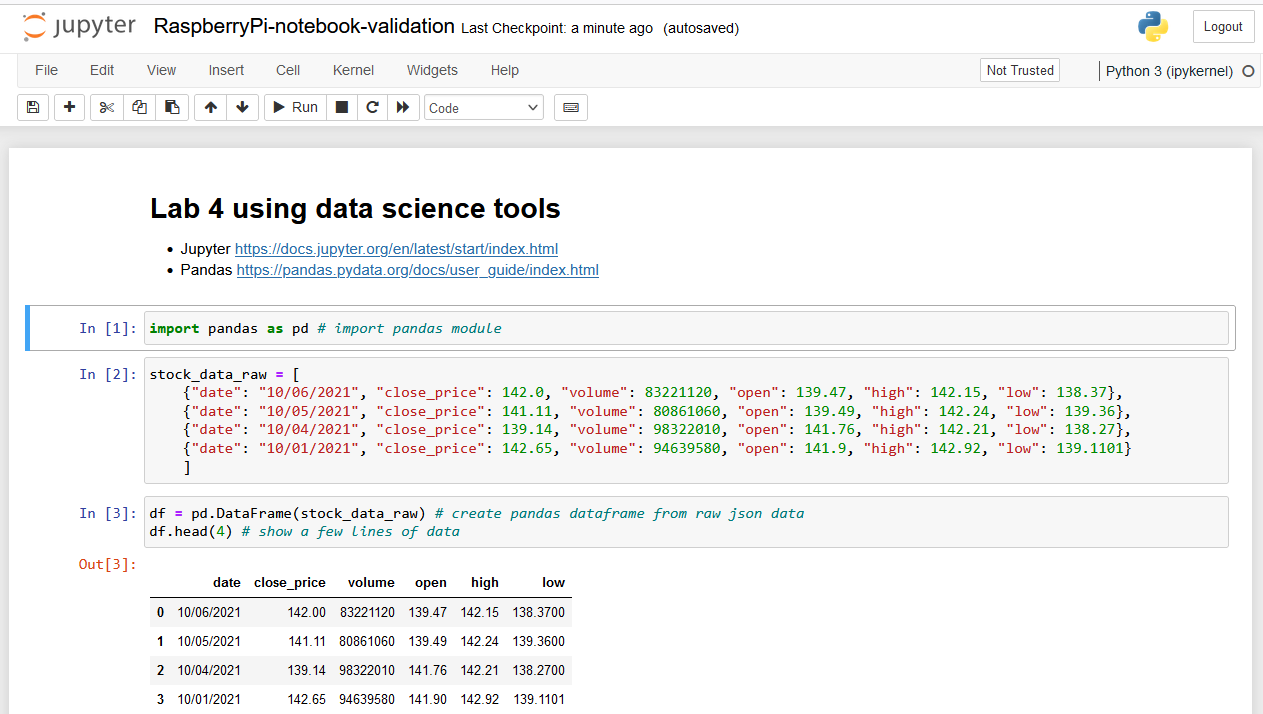 jupyter RaspberryPi-notebook-validation Last Checkpoint: a minute ago (autosaved) Logout
File Edit View Insert Cell Kernel Widgets Help Not Trusted Python 3 (ipykernel)
Run Code
Lab 4 using data science tools
• Jupyter https://docs.jupyter.org/en/latest/start/index.html
• Pandas https://pandas.pydata.org/docs/user_guide/index.html
In [1]: import pandas as pd # import pandas module
In [2]: stock_data_raw = [
{"date": "10/06/2021", "close_price": 142.0, "volume": 83221120, "open": 139.47, "high": 142.15, "low": 138.37},
{"date": "10/05/2021", "close_price": 141.11, "volume": 80861060, "open": 139.49, "high": 142.24, "low": 139.36},
{"date": "10/04/2021", "close_price": 139.14, "volume": 98322010, "open": 141.76, "high": 142.21, "low": 138.27},
{"date": "10/01/2021", "close_price": 142.65, "volume": 94639580, "open": 141.9, "high": 142.92, "low": 139.1101}
]
In [3]: df = pd.DataFrame(stock_data_raw) # create pandas dataframe from raw json data
df.head(4) # show a few lines of data
Out[3]:
date close_price volume open high low
0 10/06/2021 142.00 83221120 139.47 142.15 138.3700
1 10/05/2021 141.11 80861060 139.49 142.24 139.3600
2 10/04/2021 139.14 98322010 141.76 142.21 138.2700
3 10/01/2021 142.65 94639580 141.90 142.92 139.1101